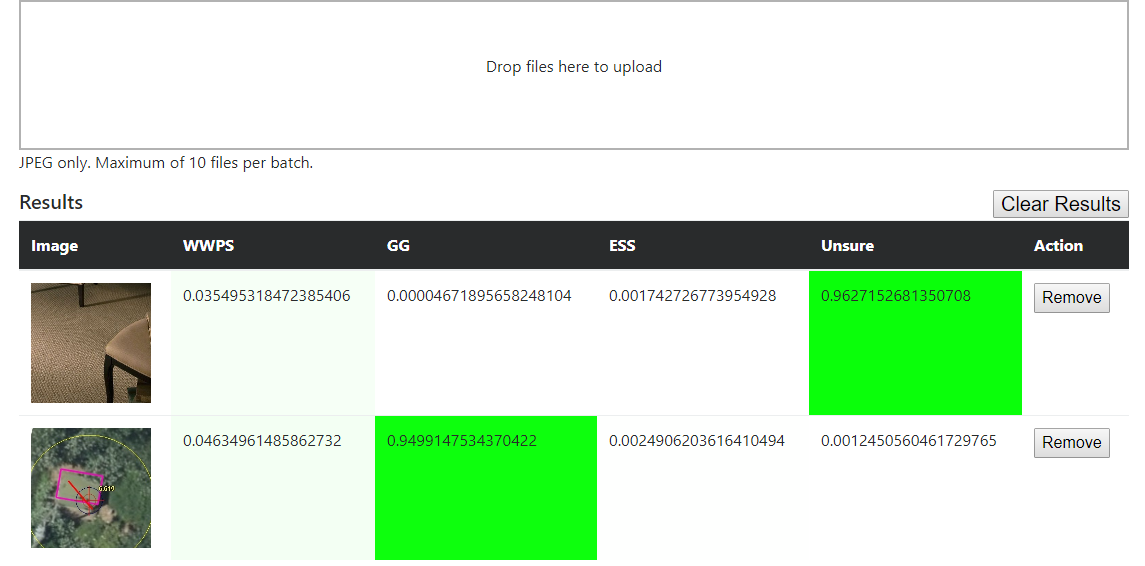 Drop files here to upload
JPEG only. Maximum of 10 files per batch.
Results Clear Results
Image WWPS GG ESS Unsure Action
0.035495318472385406 0.00004671895658248104 0.001742726773954928 0.9627152681350708 Remove
0.04634961485862732 0.9499147534370422 0.0024906203616410494 0.0012450560461729765 Remove